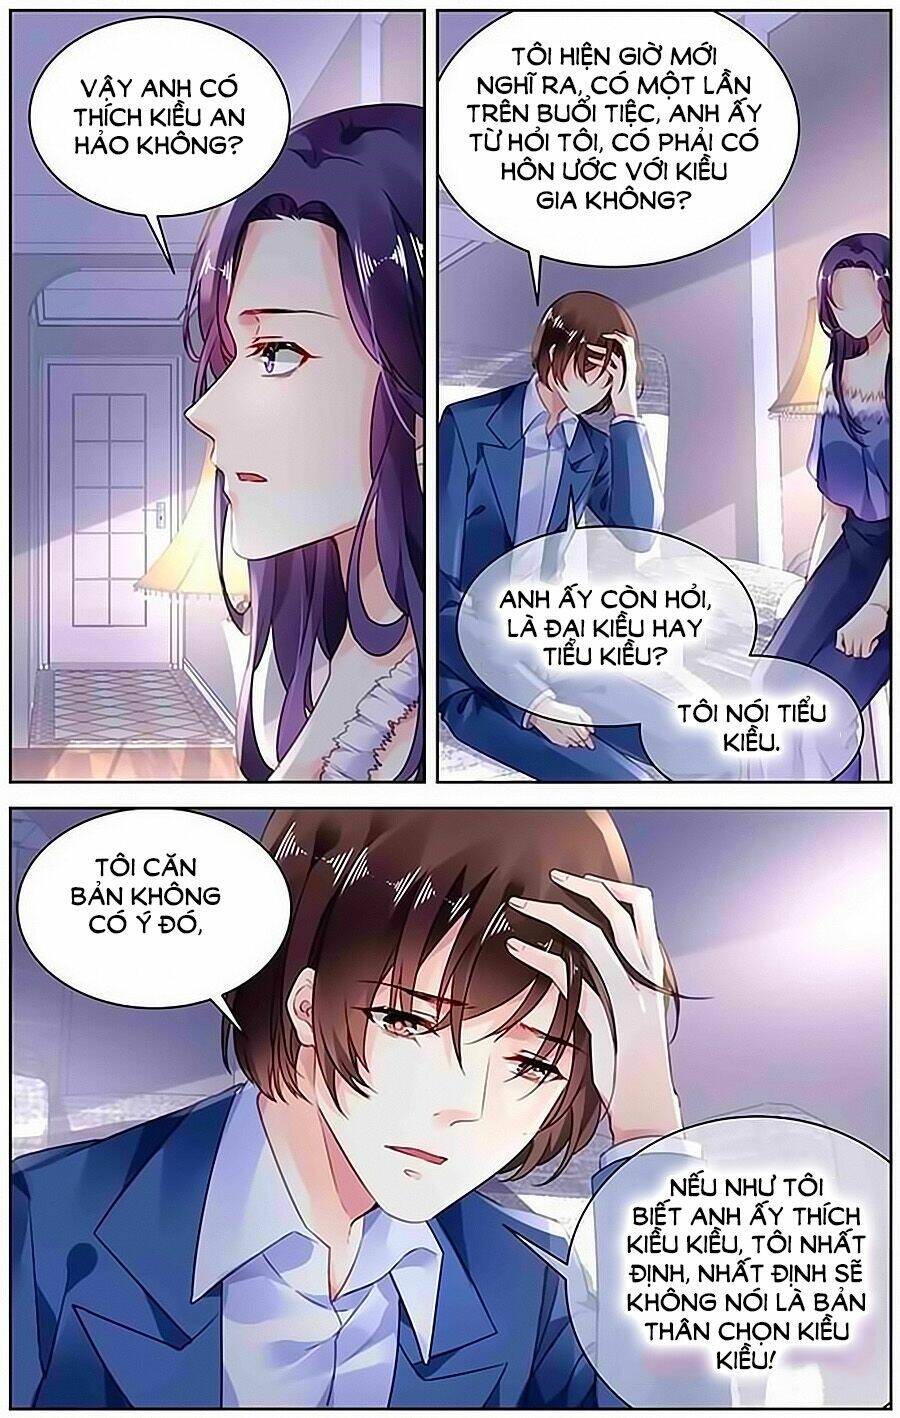 VẬY ANH CÓ
THÍCH KIỀU AN
HẢO KHÔNG?
TÔI HIỆN GIỜ MỚI
NGHĨ RA, CÓ MỘT LẦN
TRÊN BUỔI TIỆC, ANH ẤY
TỪ HỎI TÔI, CÓ PHẢI CÓ
HÔN ƯỚC VỚI KIỀU
GIA KHÔNG?
ANH ẤY CÒN HỎI,
LÀ ĐẠI KIỀU HAY
TIỂU KIỀU?
TÔI NÓI TIỂU
KIỀU.
TÔI CĂN
BẢN KHÔNG
CÓ Ý ĐÓ,
NẾU NHƯ TÔI
BIẾT ANH ẤY THÍCH
KIỀU KIỀU, TÔI NHẤT
ĐỊNH, NHẤT ĐỊNH SẼ
KHÔNG NÓI LÀ BẢN
THÂN CHỌN KIỀU
KIỀU!